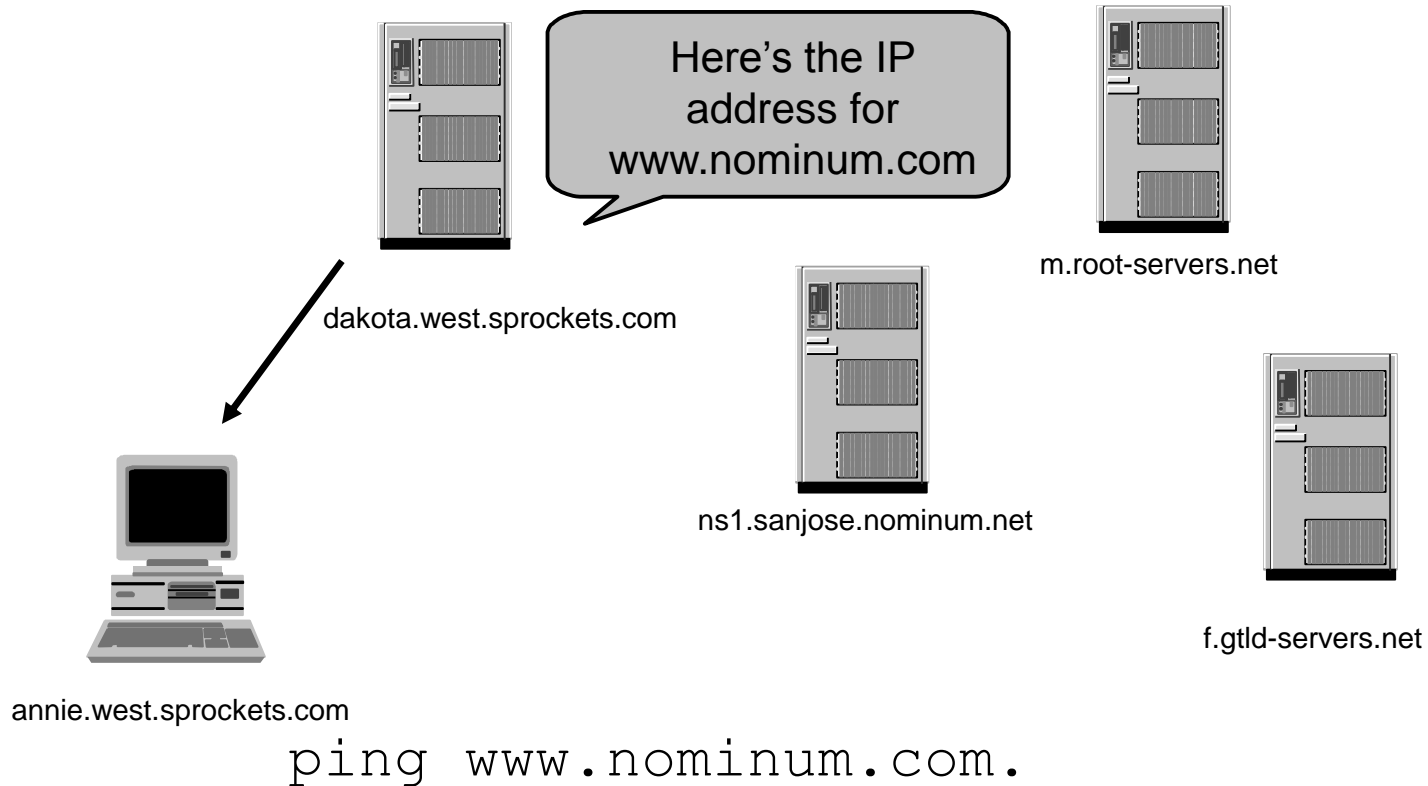 Here’s the IP
address for
www.nominum.com
m.root-servers.net
dakota.west.sprockets.com
ns1.sanjose.nominum.net
f.gtld-servers.net
annie.west.sprockets.com
ping www.nominum.com.